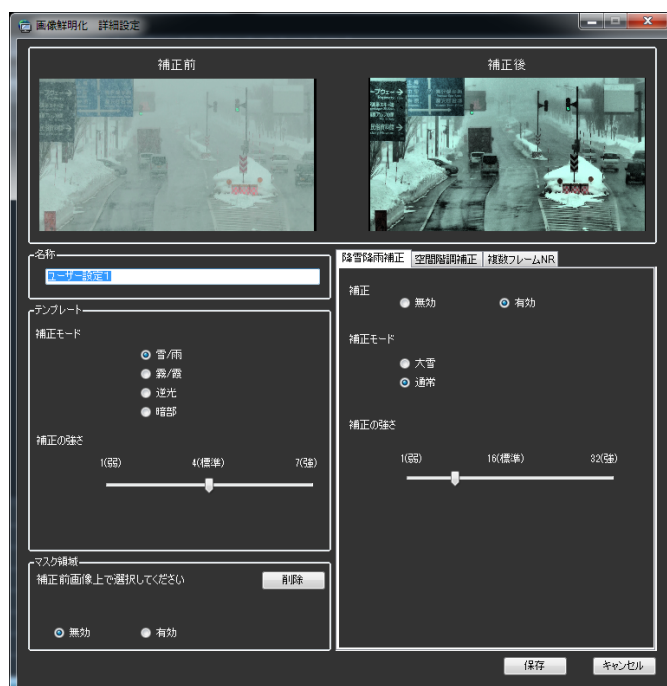 画像鮮明化 詳細設定
補正前
補正後
名称
ユーザー設定1
テンプレート
補正モード
雪/雨
霧/霞
逆光
暗部
補正の強さ
1(弱) 4(標準) 7(強)
マスク領域
補正前画像上で選択してください
削除
無効 有効
降雪降雨補正 空間階調補正 複数フレームNR
補正
無効 有効
補正モード
大雪
通常
補正の強さ
1(弱) 16(標準) 32(強)
保存 キャンセル